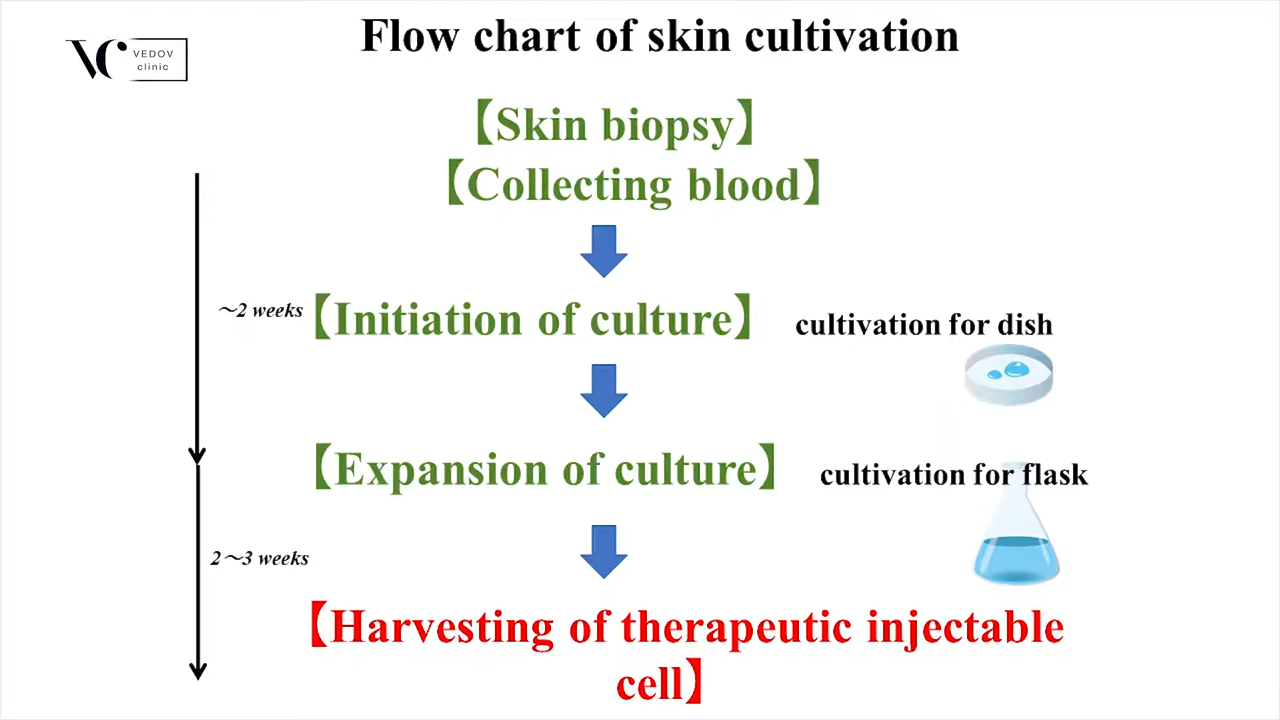 Flow chart of skin cultivation
VC VEDOV
clinic
【Skin biopsy】
【Collecting blood】
～2 weeks
【Initiation of culture】
cultivation for dish
【Expansion of culture】
cultivation for flask
2～3 weeks
【Harvesting of therapeutic injectable
cell】